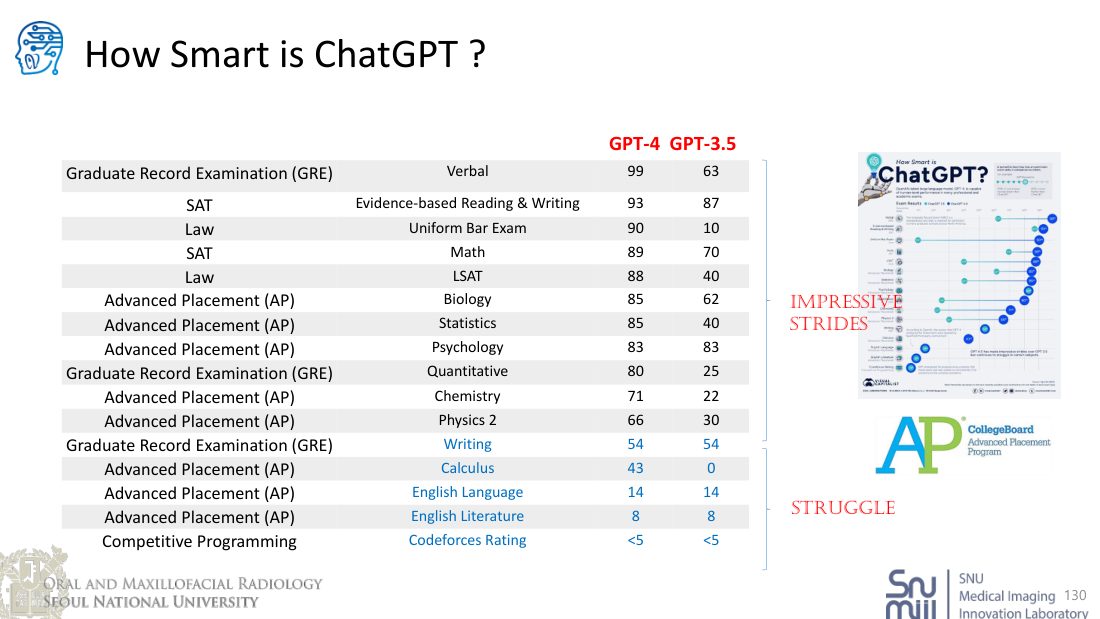 How Smart is ChatGPT ?
GPT-4 GPT-3.5
Graduate Record Examination (GRE) Verbal 99 63
SAT Evidence-based Reading & Writing 93 87
Law Uniform Bar Exam 90 10
SAT Math 89 70
Law LSAT 88 40
Advanced Placement (AP) Biology 85 62
Advanced Placement (AP) Statistics 85 40
Advanced Placement (AP) Psychology 83 83
Graduate Record Examination (GRE) Quantitative 80 25
Advanced Placement (AP) Chemistry 71 22
Advanced Placement (AP) Physics 2 66 30
Graduate Record Examination (GRE) Writing 54 54
Advanced Placement (AP) Calculus 43 0
Advanced Placement (AP) English Language 14 14
Advanced Placement (AP) English Literature 8 8
Competitive Programming Codeforces Rating <5 <5
IMPRESSIVE
STRIDES
STRUGGLE
How Smart is
ChatGPT?
AP® CollegeBoard
Advanced Placement
Program
ORAL AND MAXILLOFACIAL RADIOLOGY
SEOUL NATIONAL UNIVERSITY
SNU
Medical Imaging
Innovation Laboratory
130